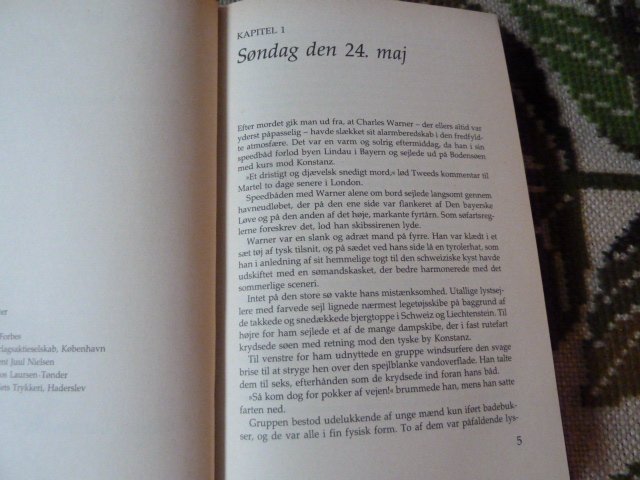 ter
Forbes
rlagsaktieselskab, København
ent Juul Nielsen
os Laursen-Tønder
ets Trykkeri, Haderslev
KAPITEL 1
Søndag den 24. maj
Efter mordet gik man ud fra, at Charles Warner – der ellers altid var
yderst påpasselig – havde slækket sit alarmberedskab i den fredfyld-
te atmosfære. Det var en varm og solrig eftermiddag, da han i sin
speedbåd forlod byen Lindau i Bayern og sejlede ud på Bodensøen
med kurs mod Konstanz.
»Et dristigt og djævelsk snedigt mord,« lød Tweeds kommentar til
Martel to dage senere i London.
Speedbåden med Warner alene om bord sejlede langsomt gennem
havneudløbet, der på den ene side var flankeret af Den bayerske
Løve og på den anden af det høje, markante fyrtårn. Som søfartsreg-
lerne foreskrev det, lod han skibssirenen lyde.
Warner var en slank og adræt mand på fyrre. Han var klædt i et
sæt tøj af tysk tilsnit, og på sædet ved hans side lå en tyrolerhat, som
han i anledning af sit hemmelige togt til den schweiziske kyst havde
udskiftet med en sømandskasket, der bedre harmonerede med det
sommerlige sceneri.
Intet på den store sø vakte hans mistænksomhed. Utallige lystsej-
lere med farvede sejl lignede nærmest legetøjsskibe på baggrund af
de takkede og snedækkede bjergtoppe i Schweiz og Liechtenstein. Til
højre for ham sejlede et af de mange dampskibe, der i fast rutefart
krydsede søen med retning mod den tyske by Konstanz.
Til venstre for ham udnyttede en gruppe windsurfere den svage
brise til at stryge hen over den spejlblanke vandoverflade. Han talte
dem til seks, efterhånden som de krydsede ind foran hans båd.
»Så kom dog for pokker af vejen!« brummede han, mens han satte
farten ned.
Gruppen bestod udelukkende af unge mænd kun iført badebuk-
ser, og de var alle i fin fysisk form. To af dem var påfaldende lys-
5